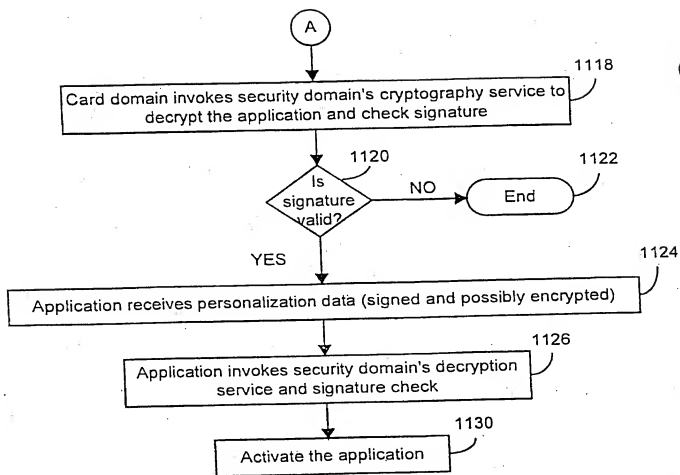 A
1118
Card domain invokes security domain's cryptography service to
decrypt the application and check signature
1120
Is
signature
valid?
NO
1122
End
YES
1124
Application receives personalization data (signed and possibly encrypted)
1126
Application invokes security domain's decryption
service and signature check
1130
Activate the application